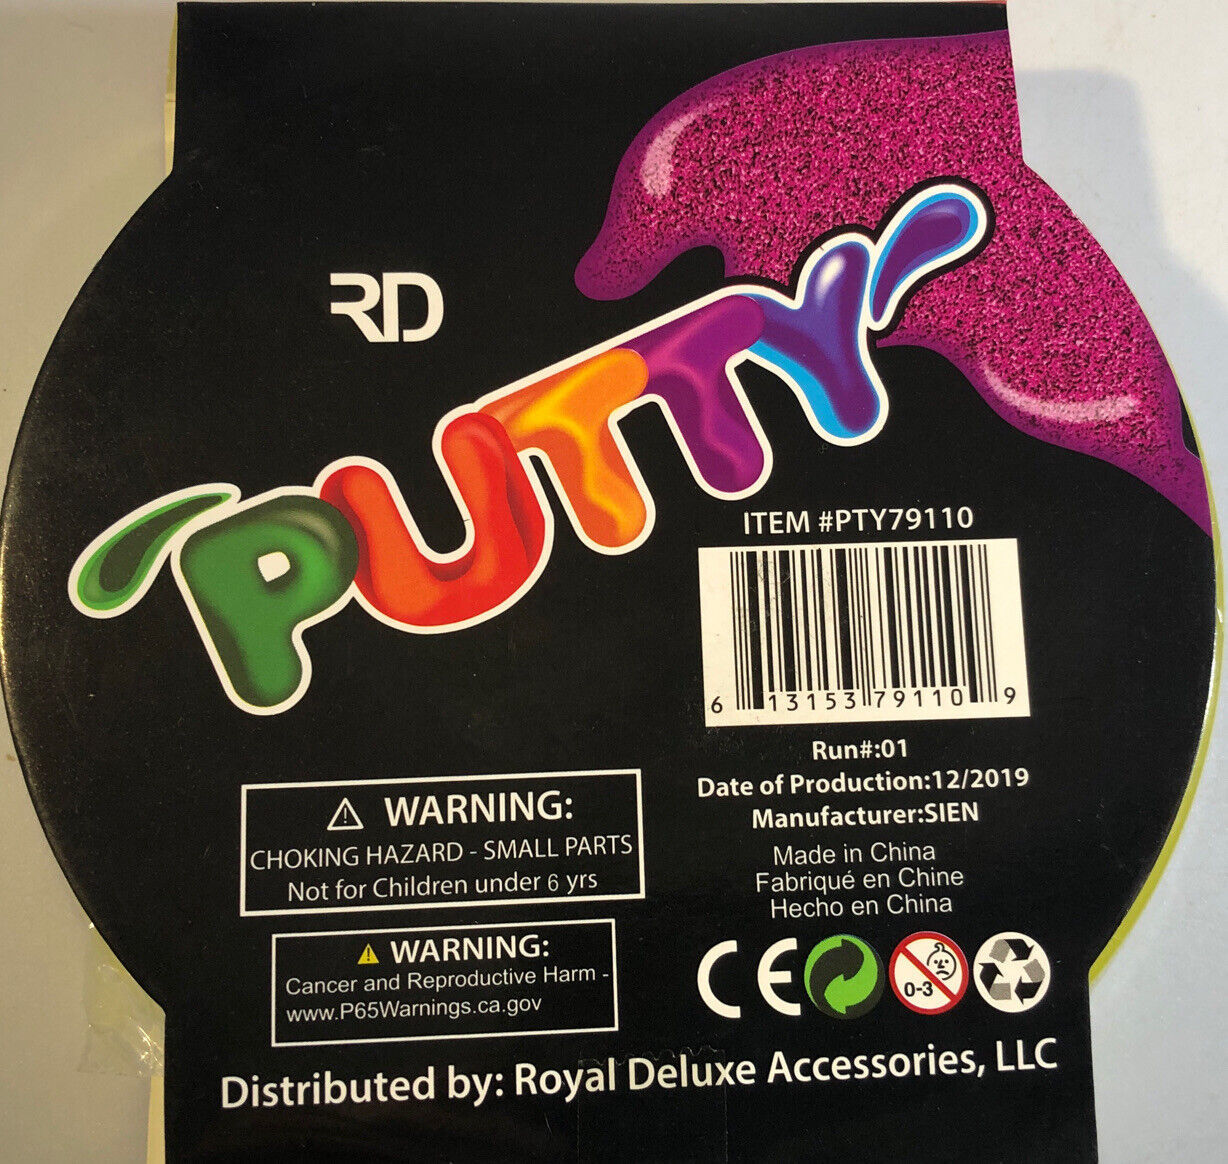 RD
PUTTY
ITEM #PTY79110
6 13153 79110 9
Run#:01
Date of Production:12/2019
Manufacturer:SIEN
Made in China
Fabriqué en Chine
Hecho en China
WARNING:
CHOKING HAZARD - SMALL PARTS
Not for Children under 6 yrs
WARNING:
Cancer and Reproductive Harm -
www.P65Warnings.ca.gov
CE
0-3
Distributed by: Royal Deluxe Accessories, LLC